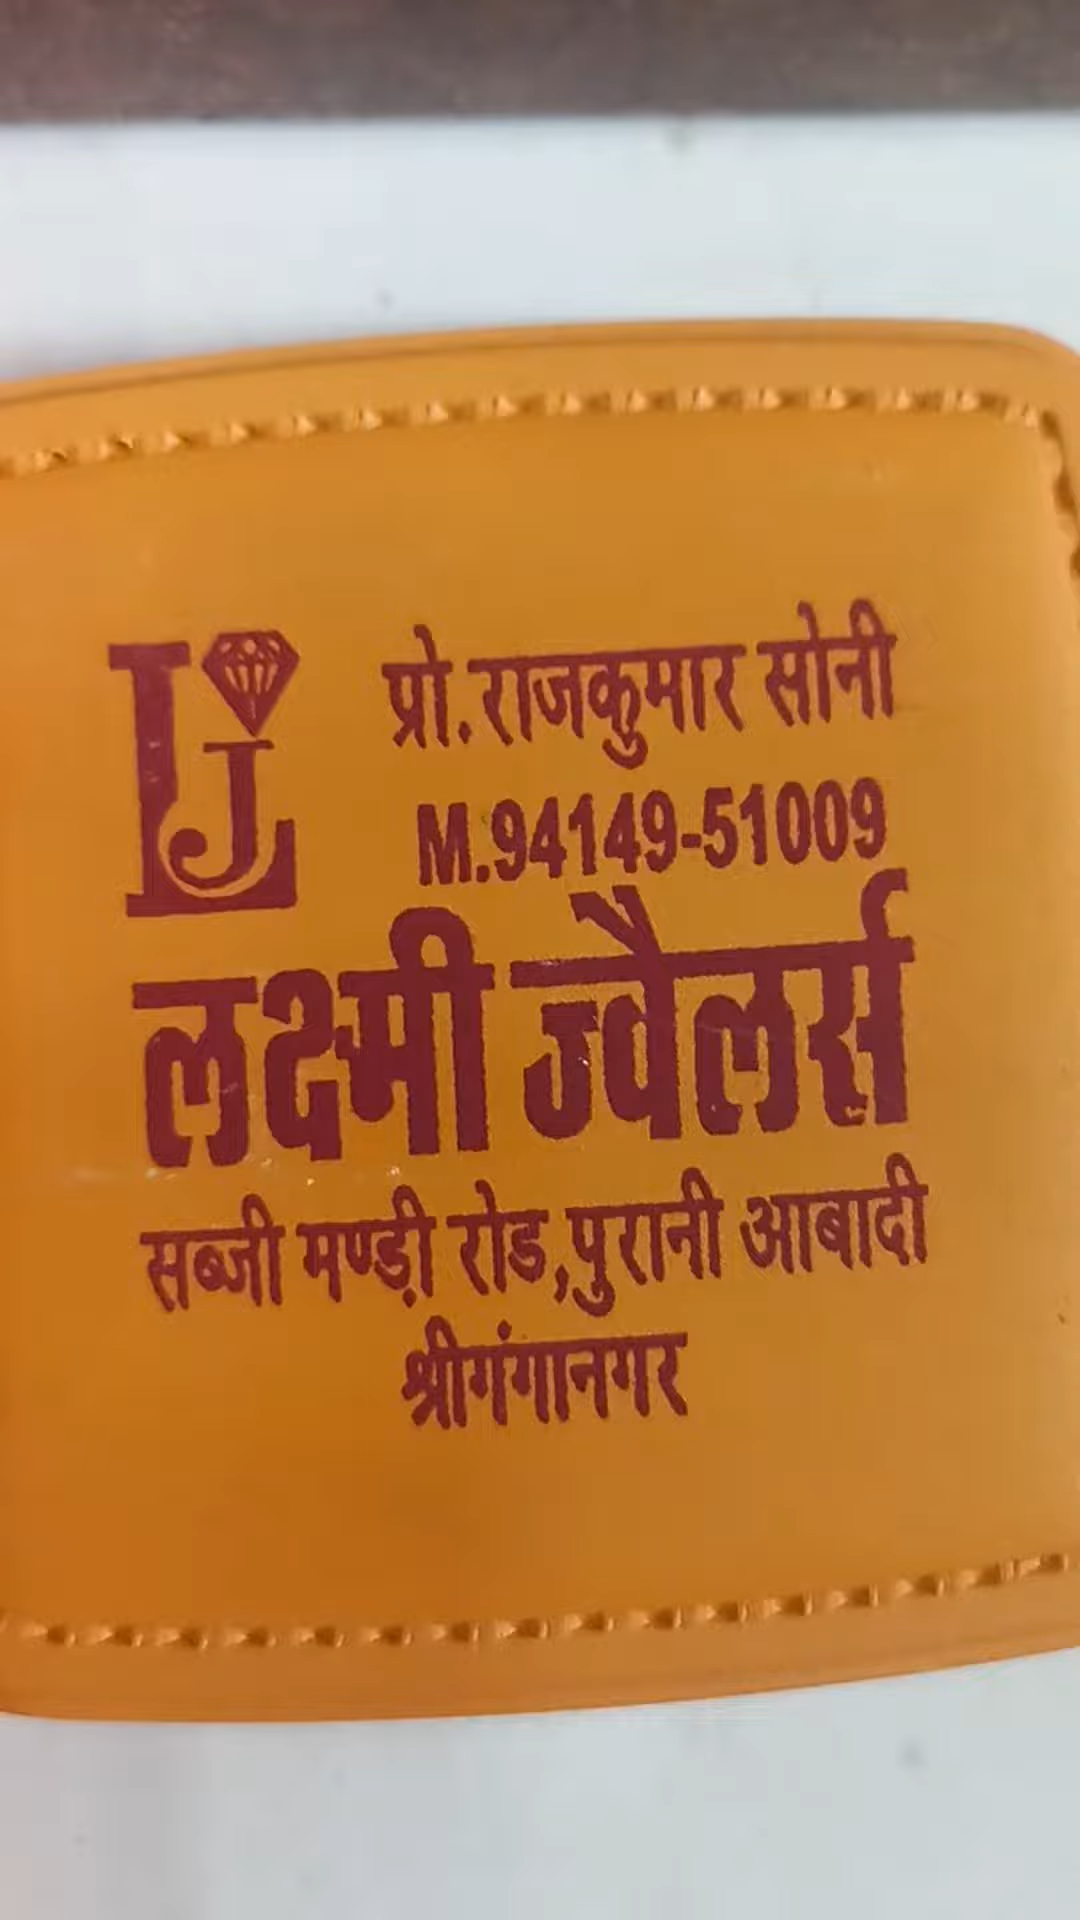 LJ
प्रो.राजकुमार सोनी
M.94149-51009
लक्ष्मी ज्वैलर्स
सब्जी मण्ड़ी रोड,पुरानी आबादी
श्रीगंगानगर